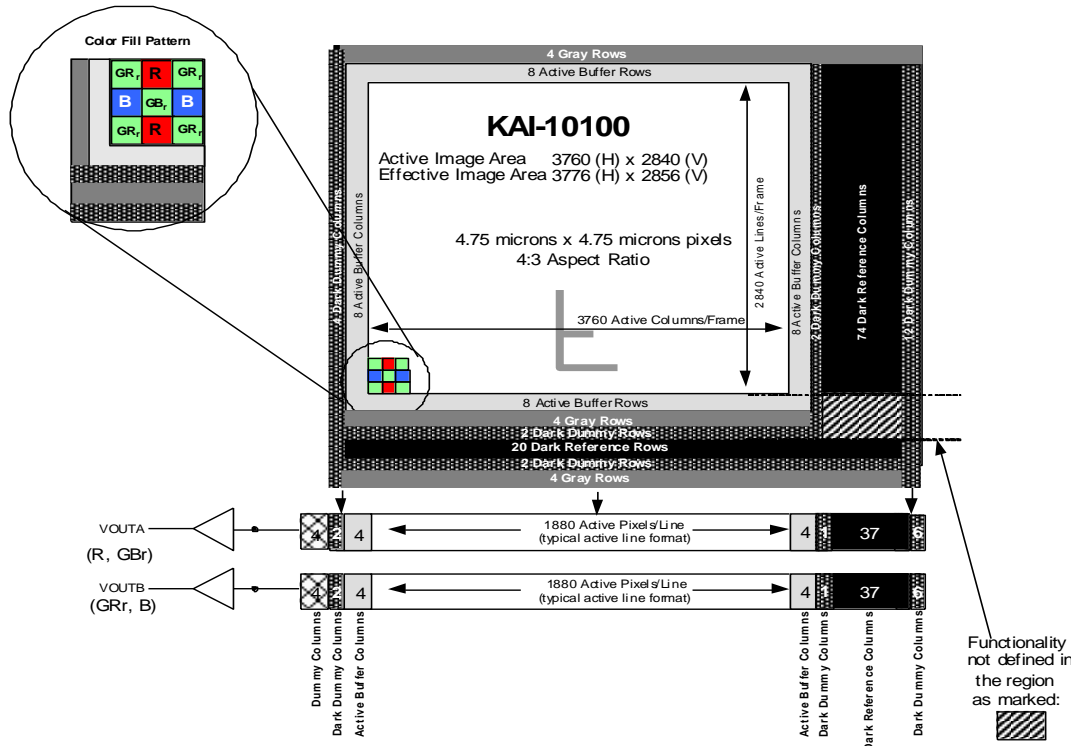 Color Fill Pattern
GRr R GRr
B GBr B
GRr R GRr
4 Gray Rows
8 Active Buffer Rows
KAI-10100
Active Image Area 3760 (H) x 2840 (V)
Effective Image Area 3776 (H) x 2856 (V)
4.75 microns x 4.75 microns pixels
4:3 Aspect Ratio
3760 Active Columns/Frame
2840 Active Lines/Frame
Dark Dummy Columns
8 Active Buffer Columns
8 Active Buffer Columns
2 Dark Dummy Columns
74 Dark Reference Columns
12 Dark Dummy Columns
8 Active Buffer Rows
4 Gray Rows
2 Dark Dummy Rows
20 Dark Reference Rows
2 Dark Dummy Rows
4 Gray Rows
VOUTA
(R, GBr)
4 2 4
1880 Active Pixels/Line
(typical active line format)
4 1 37 6
VOUTB
(GRr, B)
4 2 4
1880 Active Pixels/Line
(typical active line format)
4 1 37 6
Dummy Columns
Dark Dummy Columns
Active Buffer Columns
Active Buffer Columns
Dark Dummy Columns
Dark Reference Columns
Dark Dummy Columns
Functionality
not defined in
the region
as marked: